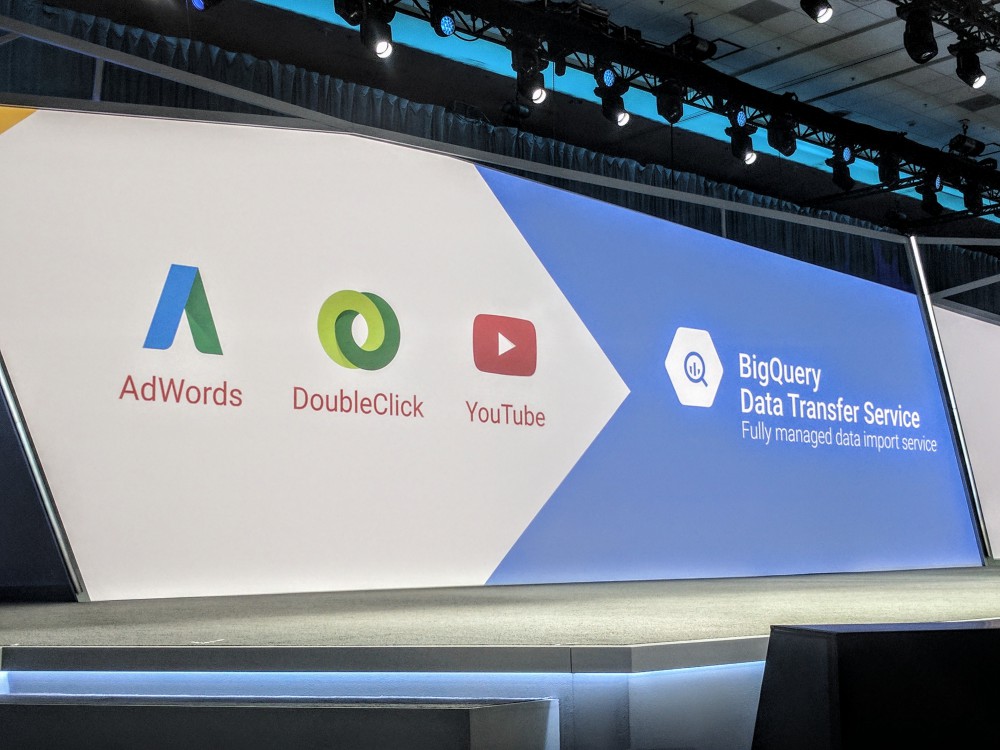 AdWords
DoubleClick
YouTube
BigQuery
Data Transfer Service
Fully managed data import service